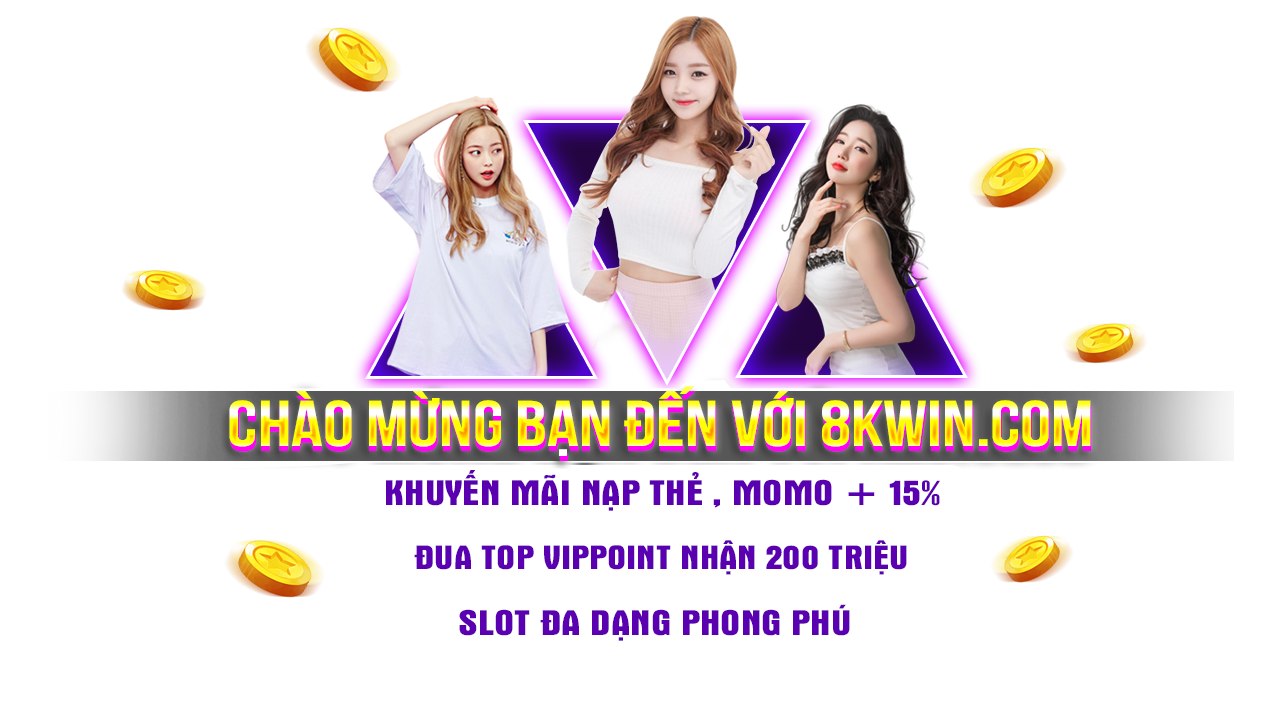 CHÀO MỪNG BẠN ĐẾN VỚI 8KWIN.COM
KHUYẾN MÃI NẠP THẺ , MOMO + 15%
ĐUA TOP VIPPOINT NHẬN 200 TRIỆU
SLOT ĐA DẠNG PHONG PHÚ